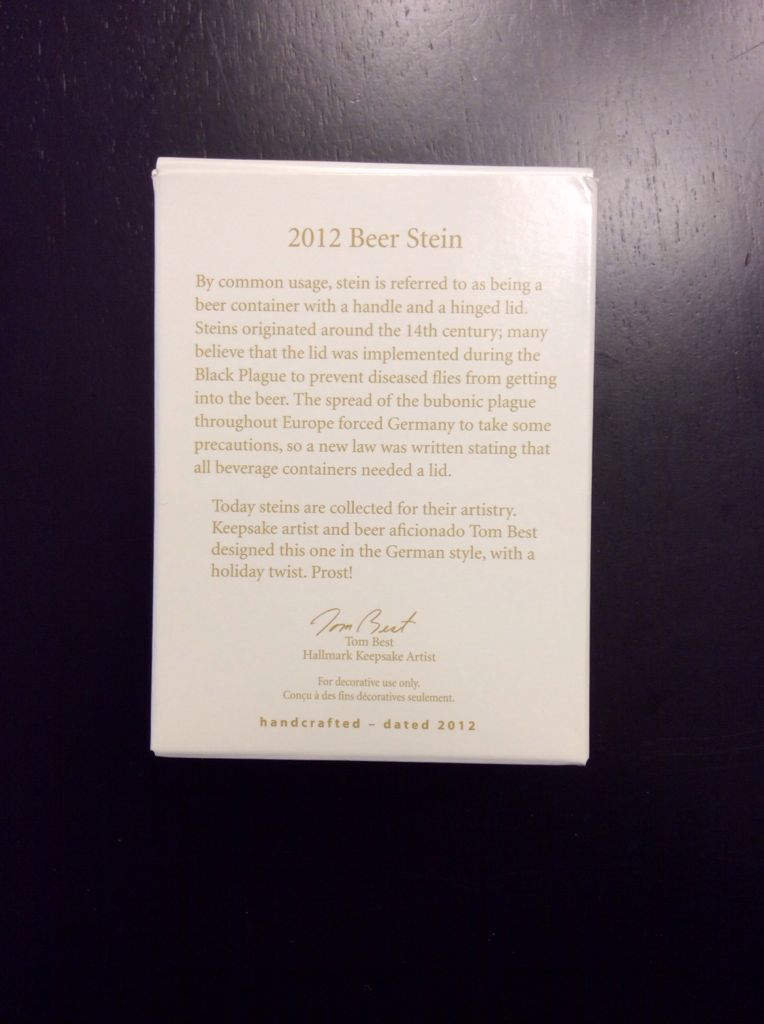 2012 Beer Stein
By common usage, stein is referred to as being a
beer container with a handle and a hinged lid.
Steins originated around the 14th century; many
believe that the lid was implemented during the
Black Plague to prevent diseased flies from getting
into the beer. The spread of the bubonic plague
throughout Europe forced Germany to take some
precautions, so a new law was written stating that
all beverage containers needed a lid.
Today steins are collected for their artistry.
Keepsake artist and beer aficionado Tom Best
designed this one in the German style, with a
holiday twist. Prost!
Tom Best
Tom Best
Hallmark Keepsake Artist
For decorative use only.
Conçu à des fins décoratives seulement.
handcrafted – dated 2012